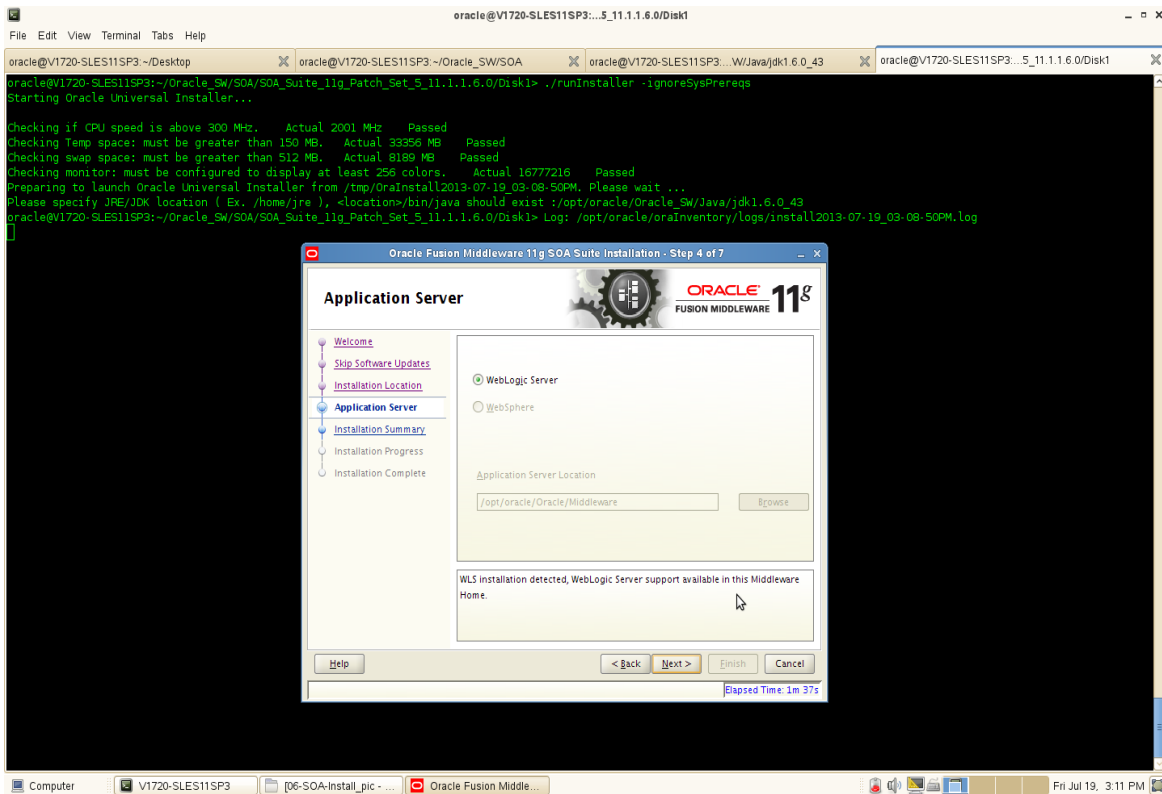 oracle@V1720-SLES11SP3:...5_11.1.1.6.0/Disk1
File Edit View Terminal Tabs Help
oracle@V1720-SLES11SP3:~/Desktop
oracle@V1720-SLES11SP3:~/Oracle_SW/SOA
oracle@V1720-SLES11SP3:...W/Java/jdk1.6.0_43
oracle@V1720-SLES11SP3:...5_11.1.1.6.0/Disk1
oracle@V1720-SLES11SP3:~/Oracle_SW/SOA/SOA_Suite_11g_Patch_Set_5_11.1.1.6.0/Disk1> ./runInstaller -ignoreSysPrereqs
Starting Oracle Universal Installer...
Checking if CPU speed is above 300 MHz.    Actual 2001 MHz    Passed
Checking Temp space: must be greater than 150 MB.   Actual 33356 MB    Passed
Checking swap space: must be greater than 512 MB.   Actual 8189 MB    Passed
Checking monitor: must be configured to display at least 256 colors.    Actual 16777216    Passed
Preparing to launch Oracle Universal Installer from /tmp/OraInstall2013-07-19_03-08-50PM. Please wait ...
Please specify JRE/JDK location ( Ex. /home/jre ), <location>/bin/java should exist :/opt/oracle/Oracle_SW/Java/jdk1.6.0_43
oracle@V1720-SLES11SP3:~/Oracle_SW/SOA/SOA_Suite_11g_Patch_Set_5_11.1.1.6.0/Disk1> Log: /opt/oracle/oraInventory/logs/install2013-07-19_03-08-50PM.log
Oracle Fusion Middleware 11g SOA Suite Installation - Step 4 of 7
Application Server
ORACLE
FUSION MIDDLEWARE
11g
Welcome
Skip Software Updates
Installation Location
Application Server
Installation Summary
Installation Progress
Installation Complete
WebLogic Server
WebSphere
Application Server Location
/opt/oracle/Oracle/Middleware
Browse
WLS installation detected, WebLogic Server support available in this Middleware
Home.
Help
< Back
Next >
Finish
Cancel
Elapsed Time: 1m 37s
Computer
V1720-SLES11SP3
[06-SOA-Install_pic - ...
Oracle Fusion Middle...
Fri Jul 19, 3:11 PM